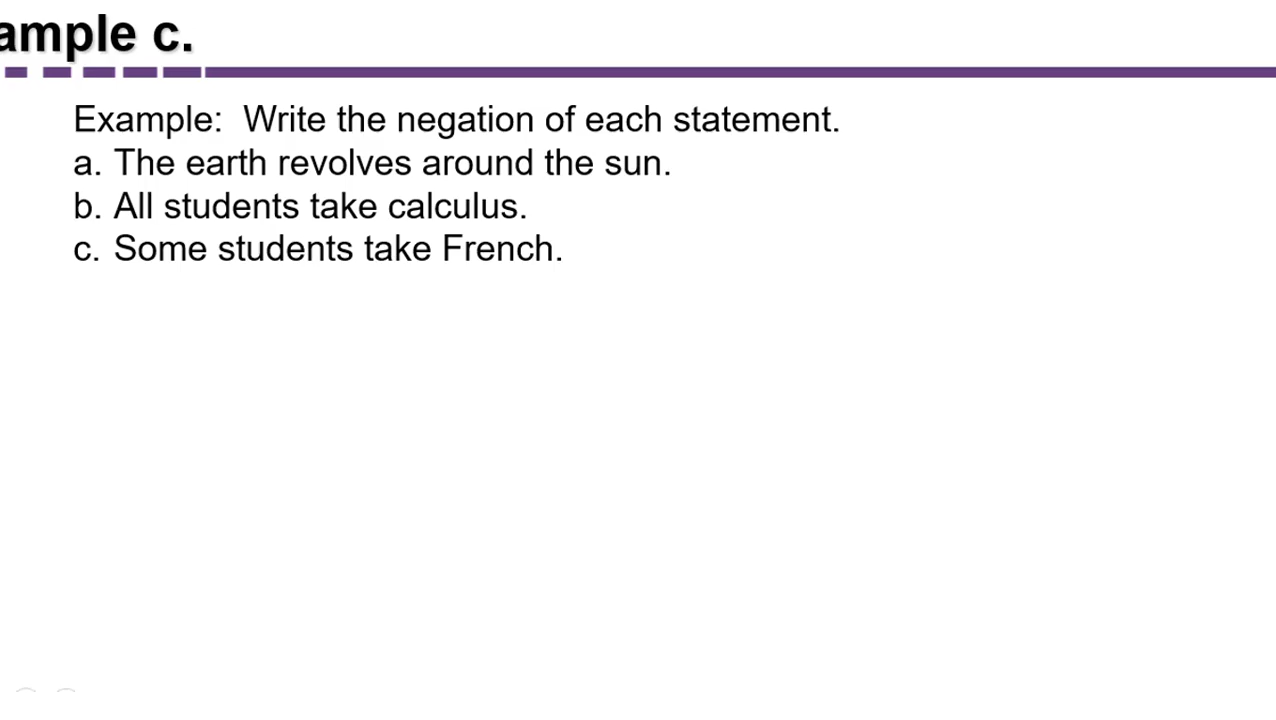 ample c.
Example: Write the negation of each statement.
a. The earth revolves around the sun.
b. All students take calculus.
c. Some students take French.